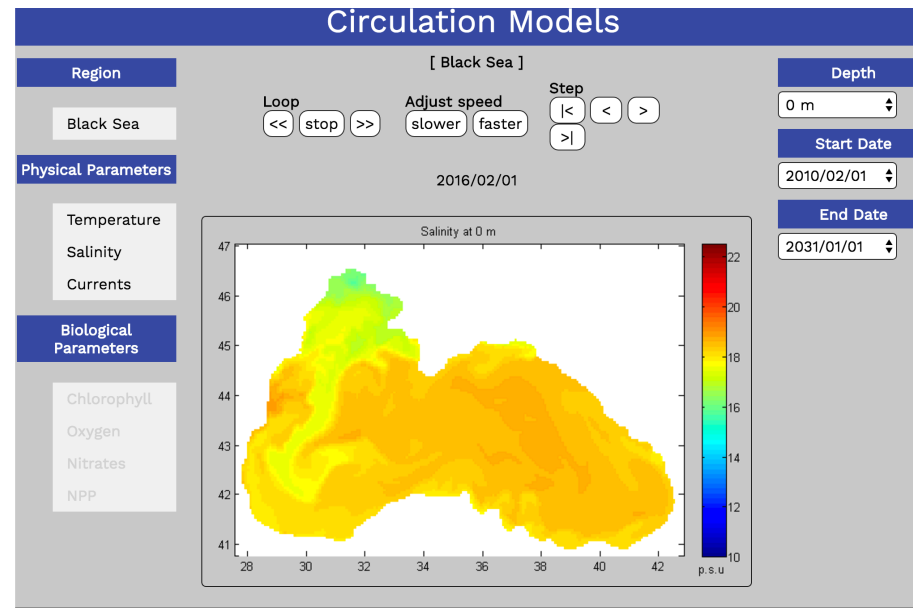 Circulation Models
Region
Black Sea
Physical Parameters
Temperature
Salinity
Currents
Biological
Parameters
Chlorophyll
Oxygen
Nitrates
NPP
[ Black Sea ]
Loop
<< stop >>
Adjust speed
slower faster
Step
|< < >
>|
2016/02/01
Salinity at 0 m
47
46
45
44
43
42
41
28 30 32 34 36 38 40 42
22
20
18
16
14
12
10
p.s.u
Depth
0 m
Start Date
2010/02/01
End Date
2031/01/01